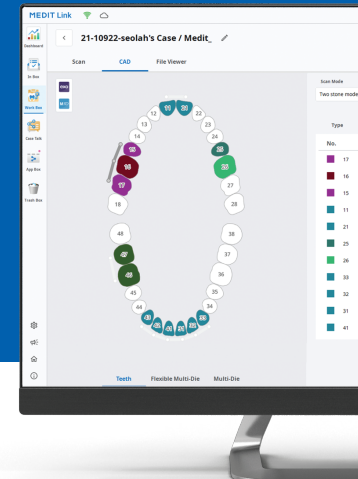 MEDIT Link
21-10922-seolah's Case / Medit_
Dashboard
In Box
Work Box
Case Talk
App Box
Trash Box
Scan CAD File Viewer
Scan Mode
Two stone mode
Type
No.
17
16
15
11
21
25
26
33
32
31
41
11 21
12 22
13 23
14 24
15 25
16 26
17 27
18 28
48 38
47 37
46 36
45 35
44 34
43 42 41 31 32 33
Teeth Flexible Multi-Die Multi-Die